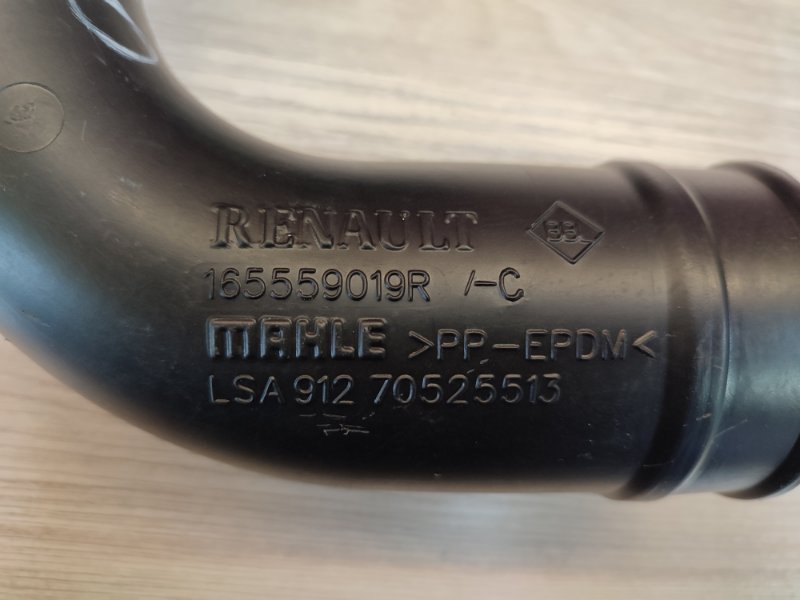 RENAULT
165559019R /-C
MAHLE >PP-EPDM<
LSA 912 70525513